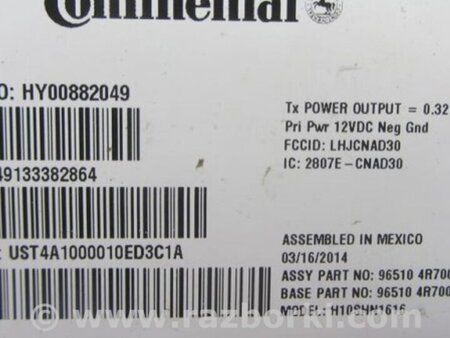 Continental
O: HY00882049
Tx POWER OUTPUT = 0.32
Pri Pwr 12VDC Neg Gnd
FCCID: LHJCNAD30
IC: 2807E-CNAD30
49133382864
: UST4A1000010ED3C1A
ASSEMBLED IN MEXICO
03/16/2014
ASSY PART NO: 96510 4R700
BASE PART NO: 96510 4R700
MODEL: H10SHN1616
www.razborki.com